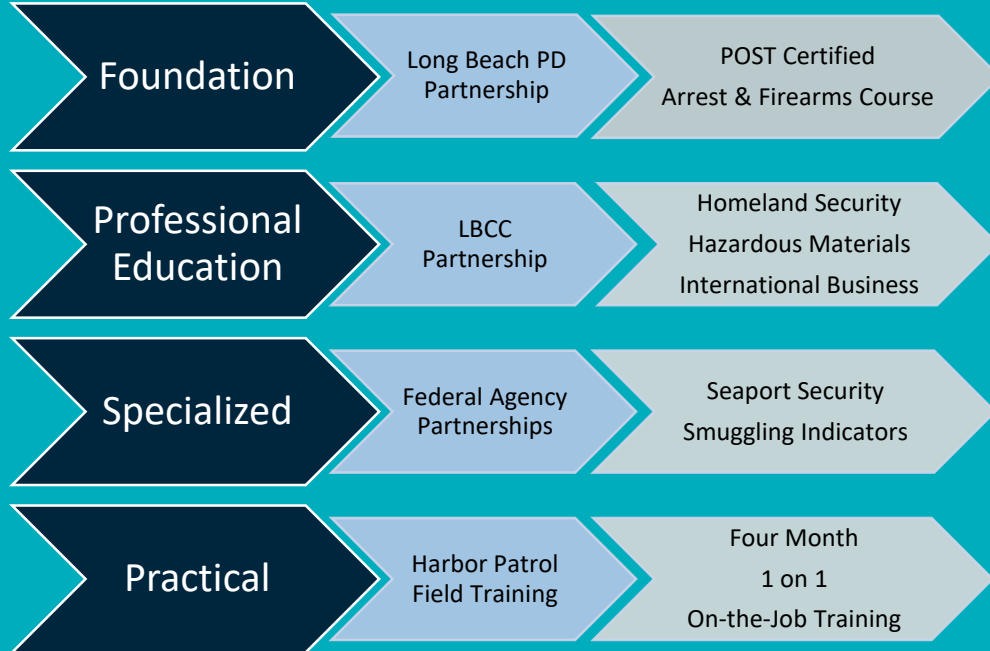 Foundation
Long Beach PD
Partnership
POST Certified
Arrest & Firearms Course
Professional
Education
LBCC
Partnership
Homeland Security
Hazardous Materials
International Business
Specialized
Federal Agency
Partnerships
Seaport Security
Smuggling Indicators
Practical
Harbor Patrol
Field Training
Four Month
1 on 1
On-the-Job Training